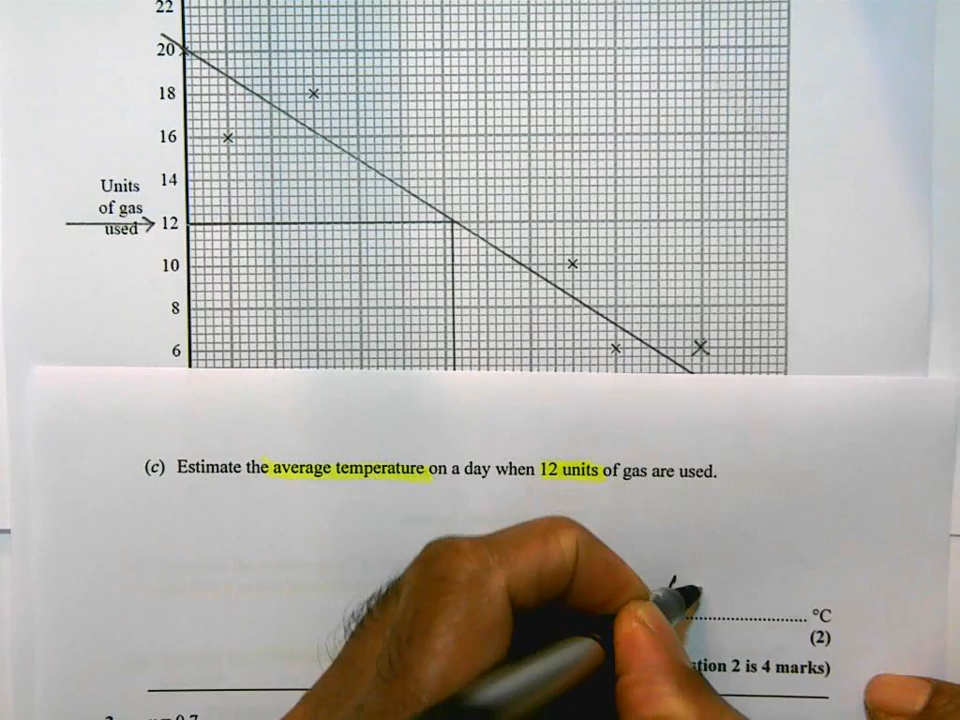 22
20
18
16
Units 14
of gas
used 12
10
8
6
(c) Estimate the average temperature on a day when 12 units of gas are used.
.............................. °C
(2)
2 is 4 marks)